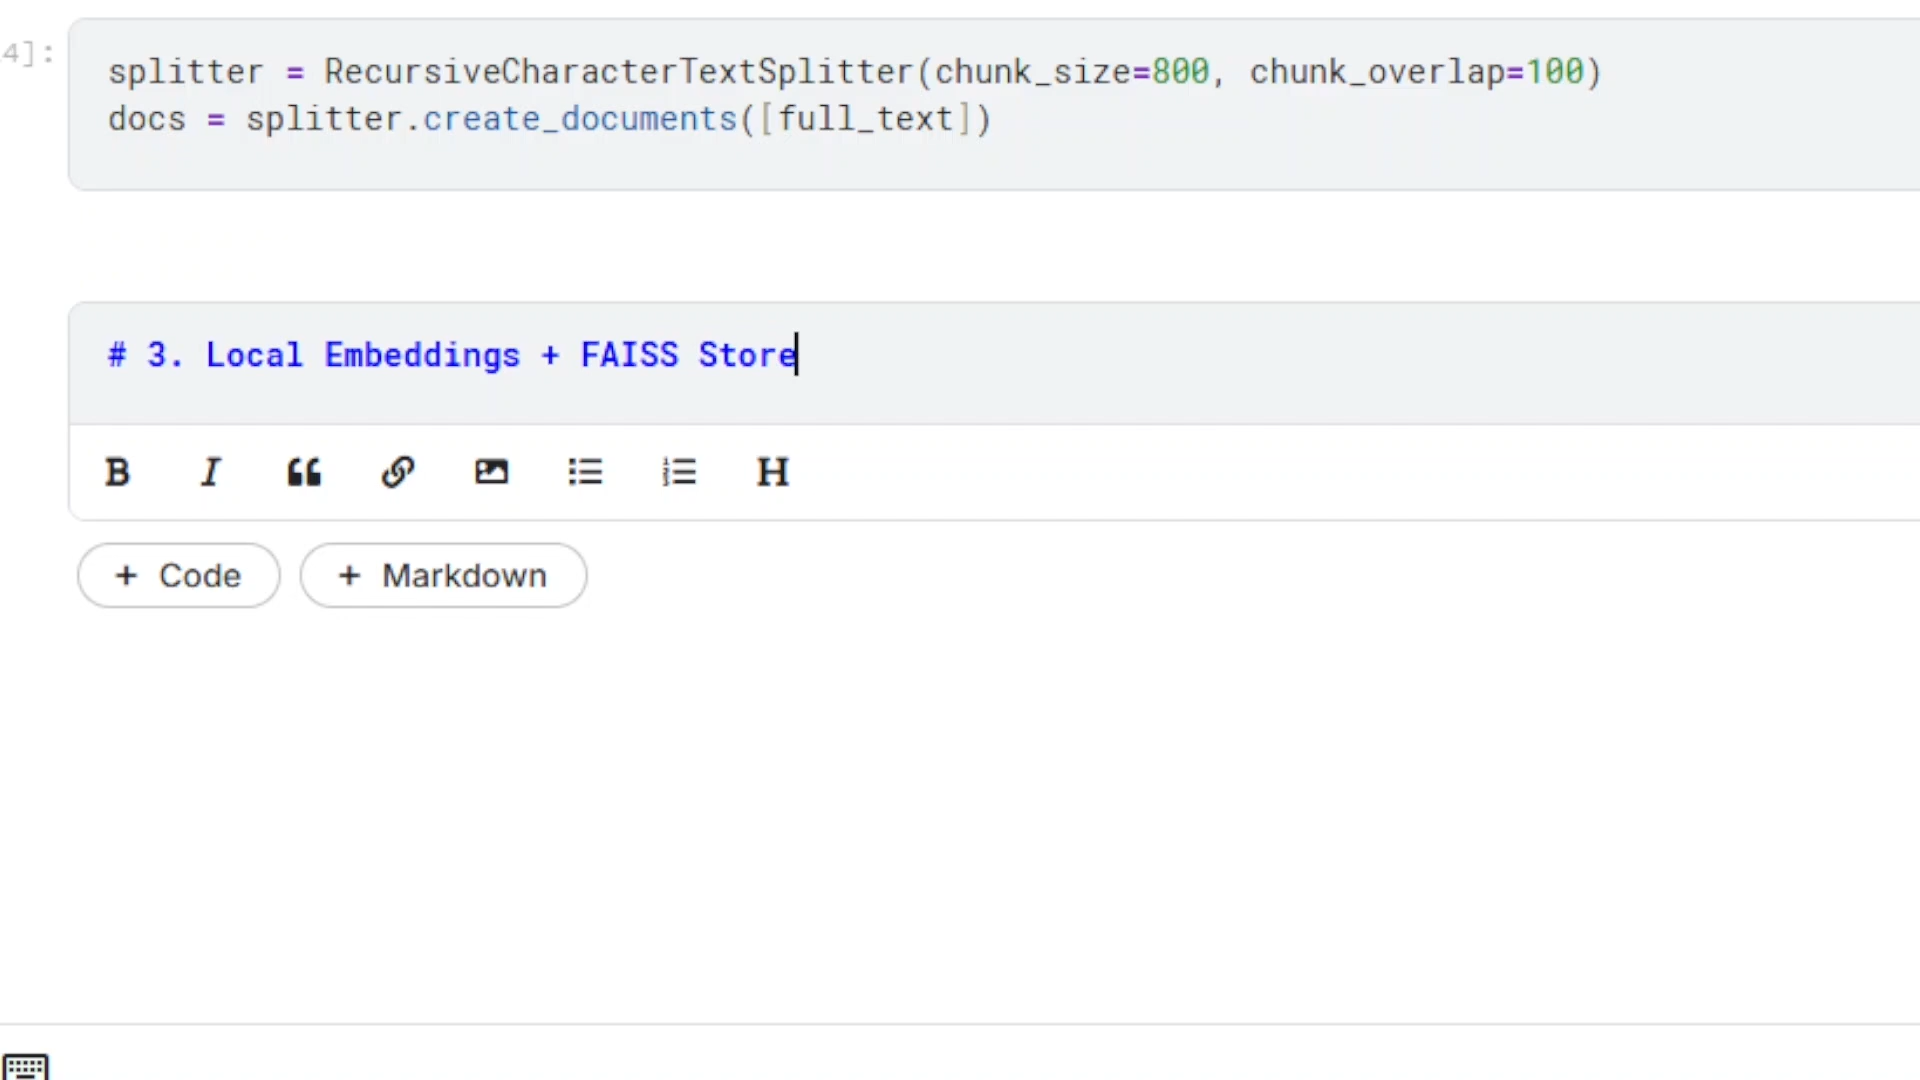 4]:
splitter = RecursiveCharacterTextSplitter(chunk_size=800, chunk_overlap=100)
docs = splitter.create_documents([full_text])
# 3. Local Embeddings + FAISS Store
B I H
+ Code + Markdown